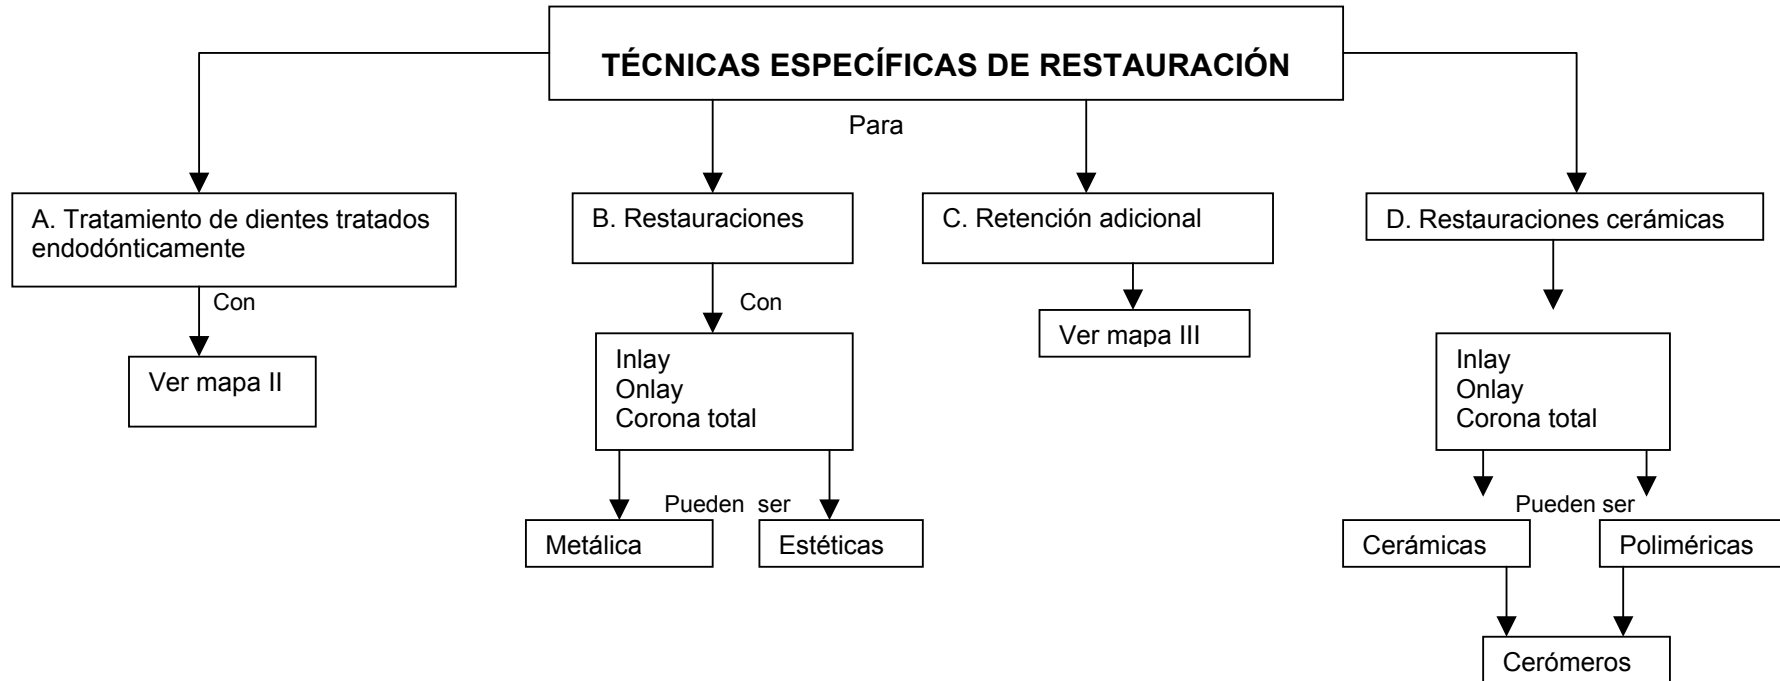 TÉCNICAS ESPECÍFICAS DE RESTAURACIÓN
Para
A. Tratamiento de dientes tratados
endodónticamente
B. Restauraciones
C. Retención adicional
D. Restauraciones cerámicas
Con
Con
Ver mapa II
Inlay
Onlay
Corona total
Ver mapa III
Inlay
Onlay
Corona total
Pueden ser
Pueden ser
Metálica
Estéticas
Cerámicas
Poliméricas
Cerómeros